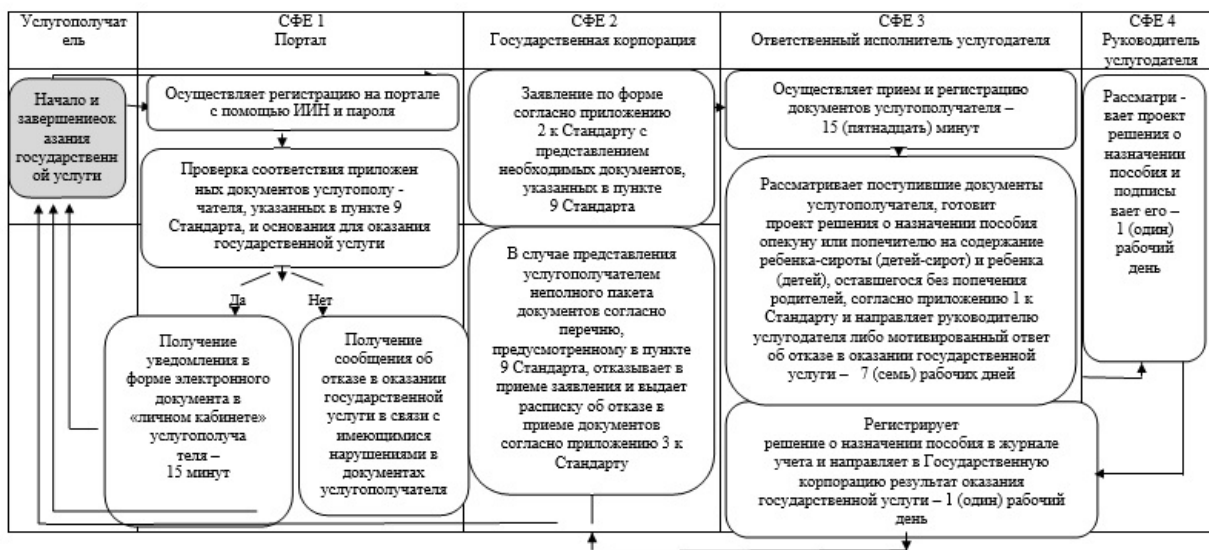 Услугополучат
ель
СФЕ 1
Портал
СФЕ 2
Государственная корпорация
СФЕ 3
Ответственный исполнитель услугодателя
СФЕ 4
Руководитель
услугодателя
Начало и
завершениеок
азания
государственн
ой услуги
Осуществляет регистрацию на портале
с помощью ИИН и пароля
Проверка соответствия приложен
ных документов услугополу -
чателя, указанных в пункте 9
Стандарта, и основания для оказания
государственной услуги
Да
Нет
Получение
уведомления в
форме электронного
документа в
«личном кабинете»
услугополуча
теля –
15 минут
Получение
сообщения об
отказе в оказании
государственной
услуги в связи с
имеющимися
нарушениями в
документах
услугополучателя
Заявление по форме
согласно приложению
2 к Стандарту с
представлением
необходимых документов,
указанных в пункте
9 Стандарта
В случае представления
услугополучателем
неполного пакета
документов согласно
перечню,
предусмотренному в пункте
9 Стандарта, отказывает в
приеме заявления и выдает
расписку об отказе в
приеме документов
согласно приложению 3 к
Стандарту
Осуществляет прием и регистрацию
документов услугополучателя –
15 (пятнадцать) минут
Рассматривает поступившие документы
услугополучателя, готовит
проект решения о назначении пособия
опекуну или попечителю на содержание
ребенка-сироты (детей-сирот) и ребенка
(детей), оставшегося без попечения
родителей, согласно приложению 1 к
Стандарту и направляет руководителю
услугодателя либо мотивированный ответ
об отказе в оказании государственной
услуги – 7 (семь) рабочих дней
Регистрирует
решение о назначении пособия в журнале
учета и направляет в Государственную
корпорацию результат оказания
государственной услуги – 1 (один) рабочий
день
Рассматри -
вает проект
решения о
назначении
пособия и
подписы
вает его –
1 (один)
рабочий
день